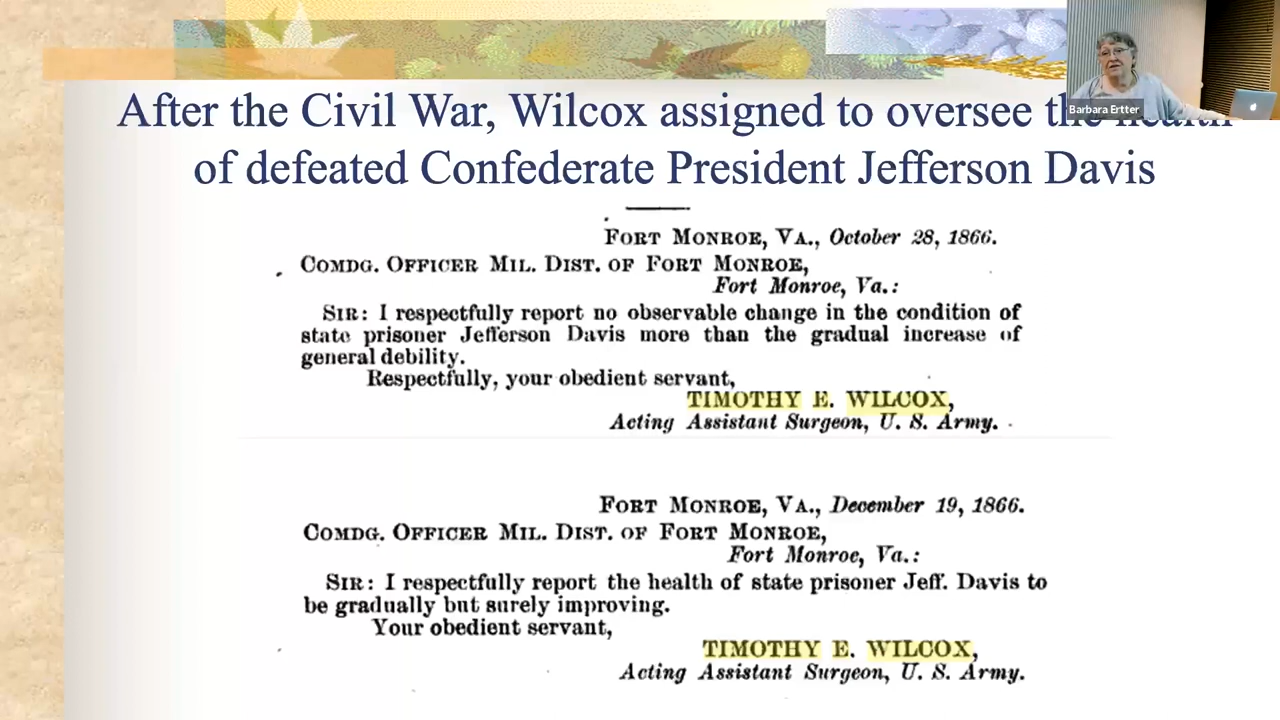 After the Civil War, Wilcox assigned to oversee the health
of defeated Confederate President Jefferson Davis
Barbara Ertter
FORT MONROE, VA., October 28, 1866.
COMDG. OFFICER MIL. DIST. OF FORT MONROE,
Fort Monroe, Va.:
SIR: I respectfully report no observable change in the condition of
state prisoner Jefferson Davis more than the gradual increase of
general debility.
Respectfully, your obedient servant,
TIMOTHY E. WILCOX,
Acting Assistant Surgeon, U. S. Army.
FORT MONROE, VA., December 19, 1866.
COMDG. OFFICER MIL. DIST. OF FORT MONROE,
Fort Monroe, Va.:
SIR: I respectfully report the health of state prisoner Jeff. Davis to
be gradually but surely improving.
Your obedient servant,
TIMOTHY E. WILCOX,
Acting Assistant Surgeon, U. S. Army.